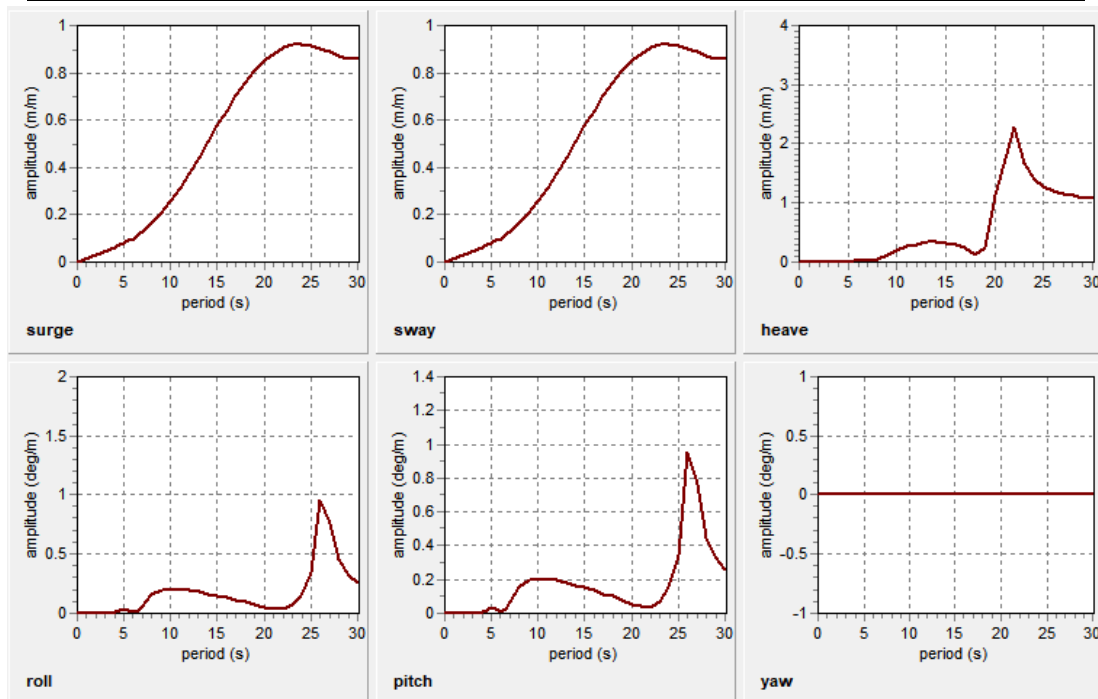 1
0.8
0.6
0.4
0.2
0
amplitude (m/m)
0 5 10 15 20 25 30
period (s)
surge
1
0.8
0.6
0.4
0.2
0
amplitude (m/m)
0 5 10 15 20 25 30
period (s)
sway
4
3
2
1
0
amplitude (m/m)
0 5 10 15 20 25 30
period (s)
heave
2
1.5
1
0.5
0
amplitude (deg/m)
0 5 10 15 20 25 30
period (s)
roll
1.4
1.2
1
0.8
0.6
0.4
0.2
0
amplitude (deg/m)
0 5 10 15 20 25 30
period (s)
pitch
1
0.5
0
-0.5
-1
amplitude (deg/m)
0 5 10 15 20 25 30
period (s)
yaw